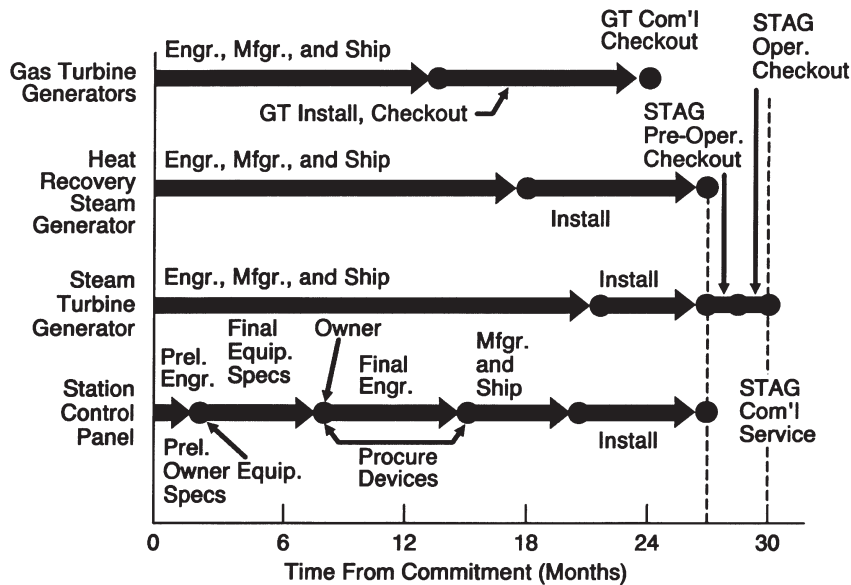 GT Com'l
Checkout
STAG
Oper.
Checkout
Gas Turbine
Generators
Engr., Mfgr., and Ship
GT Install, Checkout
STAG
Pre-Oper.
Checkout
Heat
Recovery
Steam
Generator
Engr., Mfgr., and Ship
Install
Steam
Turbine
Generator
Engr., Mfgr., and Ship
Install
Station
Control
Panel
Prel.
Engr.
Final
Equip.
Specs
Owner
Final
Engr.
Mfgr.
and
Ship
Prel.
Owner Equip.
Specs
Procure
Devices
Install
STAG
Com'l
Service
0 6 12 18 24 30
Time From Commitment (Months)